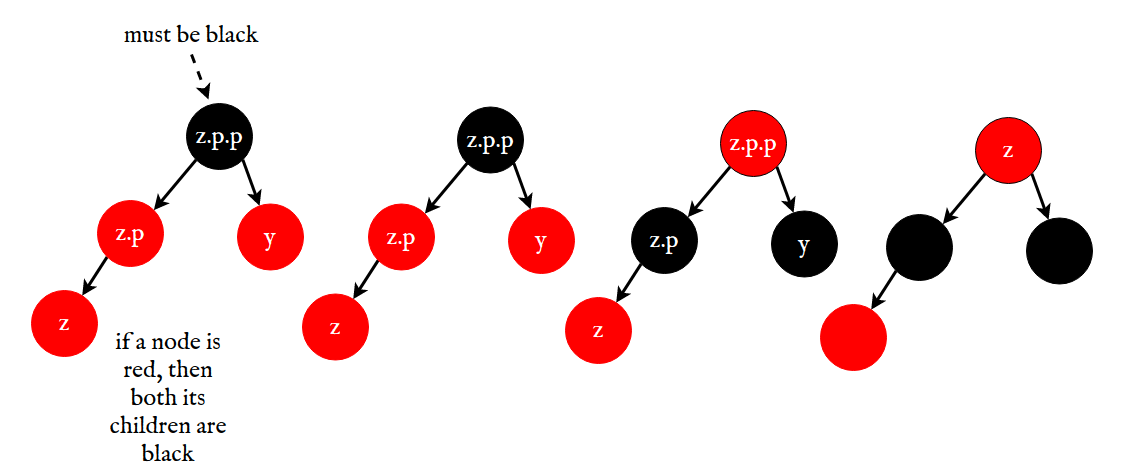 must be black
z.p.p
z.p
y
z
if a node is
red, then
both its
children are
black
z.p.p
z.p
y
z
z.p.p
z.p
y
z
z